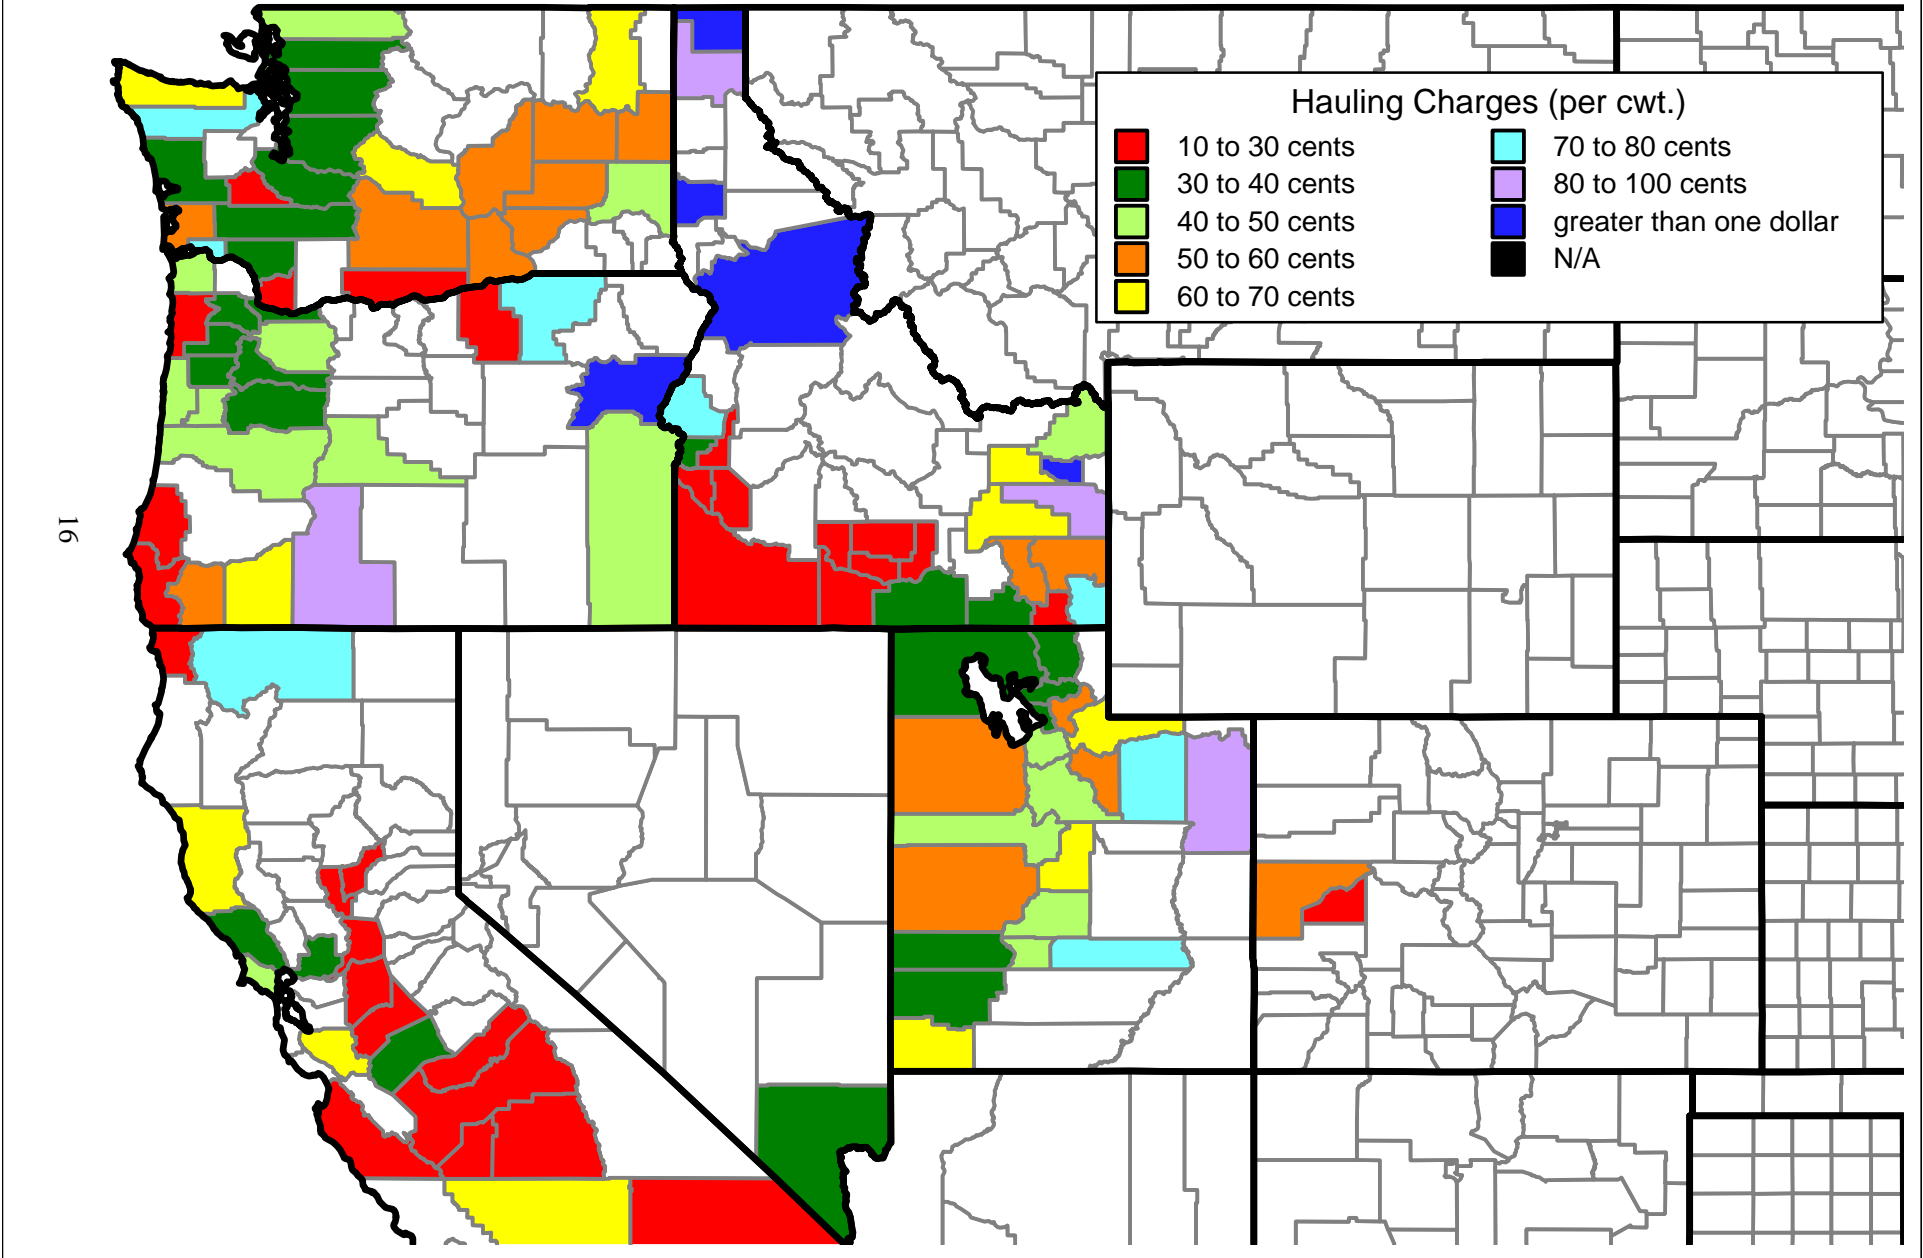 Hauling Charges (per cwt.)
10 to 30 cents
30 to 40 cents
40 to 50 cents
50 to 60 cents
60 to 70 cents
70 to 80 cents
80 to 100 cents
greater than one dollar
N/A
16